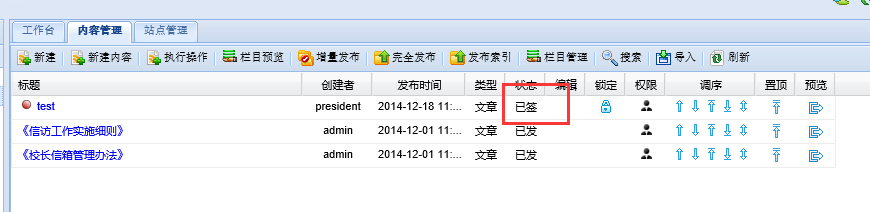 工作台 内容管理 站点管理
新建 新建内容 执行操作 栏目预览 增量发布 完全发布 发布索引 栏目管理 搜索 导入 刷新
标题 创建者 发布时间 类型 状态 编辑 锁定 权限 调序 置顶 预览
test president 2014-12-18 11:... 文章 已签
《信访工作实施细则》 admin 2014-12-01 11:... 文章 已发
《校长信箱管理办法》 admin 2014-12-01 11:... 文章 已发